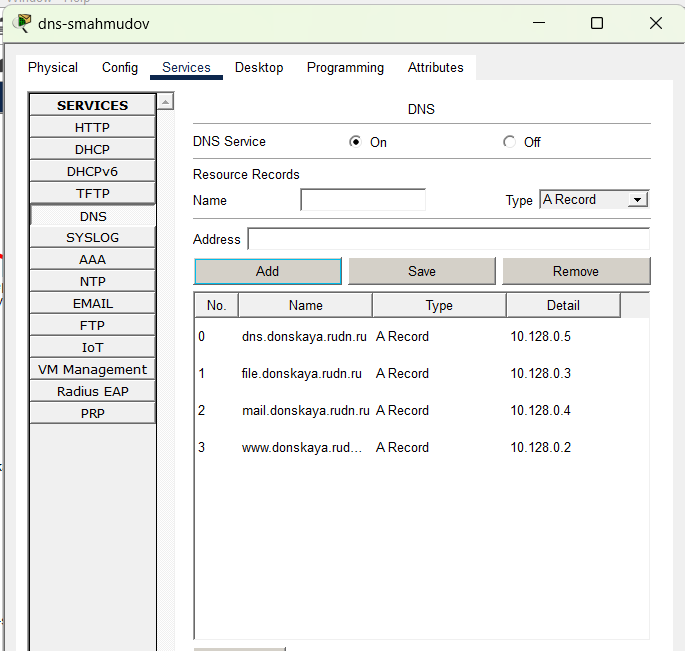 Window Help
dns-smahmudov
Physical Config Services Desktop Programming Attributes
SERVICES
HTTP
DHCP
DHCPv6
TFTP
DNS
SYSLOG
AAA
NTP
EMAIL
FTP
IoT
VM Management
Radius EAP
PRP
DNS
DNS Service On Off
Resource Records
Name Type A Record
Address
Add Save Remove
No. Name Type Detail
0 dns.donskaya.rudn.ru A Record 10.128.0.5
1 file.donskaya.rudn.ru A Record 10.128.0.3
2 mail.donskaya.rudn.ru A Record 10.128.0.4
3 www.donskaya.rud... A Record 10.128.0.2